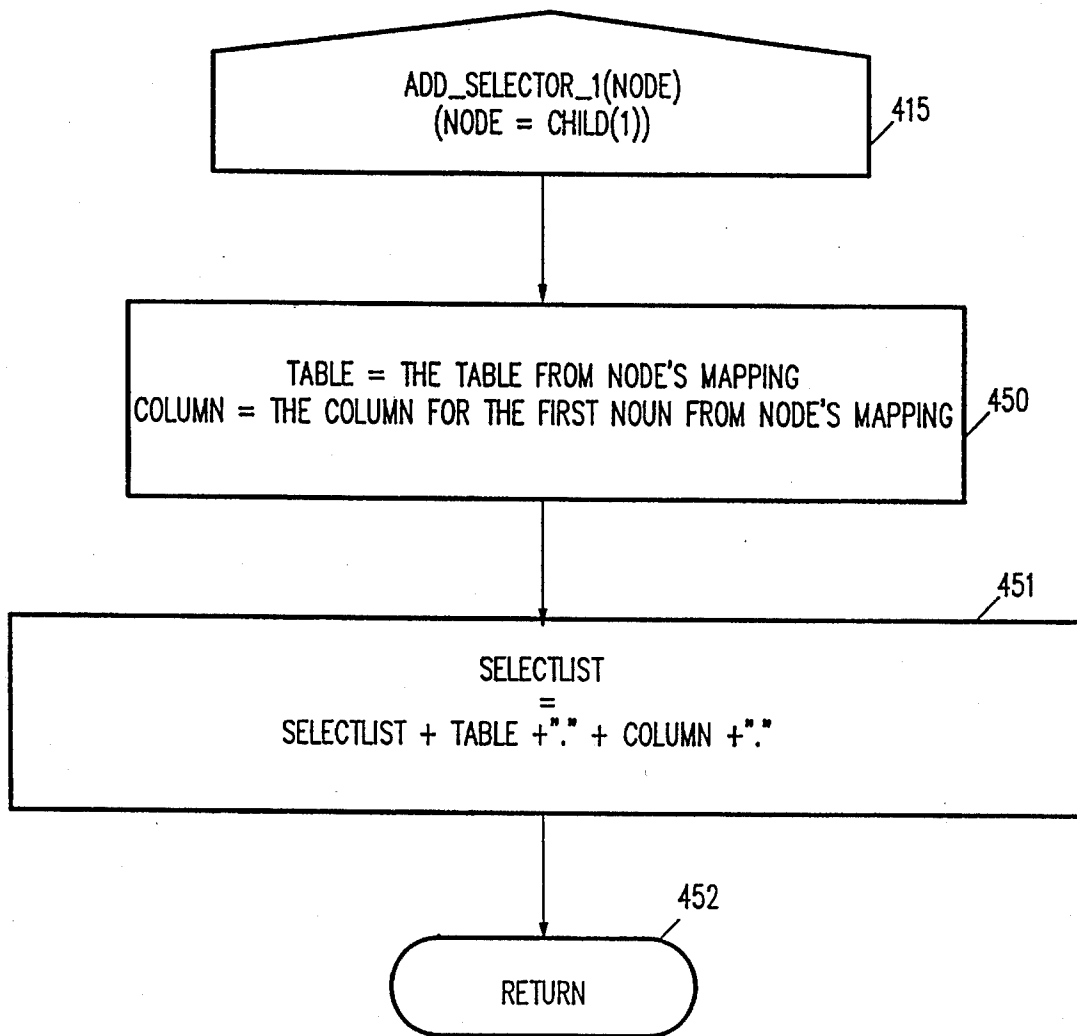 ADD_SELECTOR_1(NODE)
(NODE = CHILD(1))
415
TABLE = THE TABLE FROM NODE'S MAPPING
COLUMN = THE COLUMN FOR THE FIRST NOUN FROM NODE'S MAPPING
450
451
SELECTLIST
=
SELECTLIST + TABLE +"." + COLUMN +"."
452
RETURN